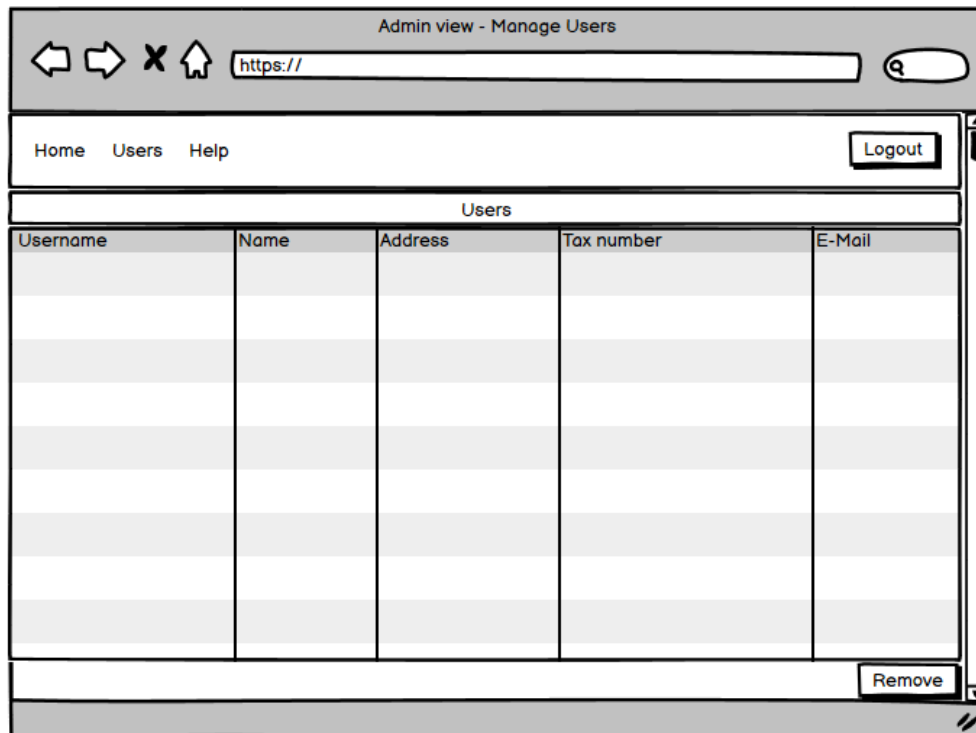 Admin view - Manage Users
https://
Home Users Help Logout
Users
Username Name Address Tax number E-Mail
Remove